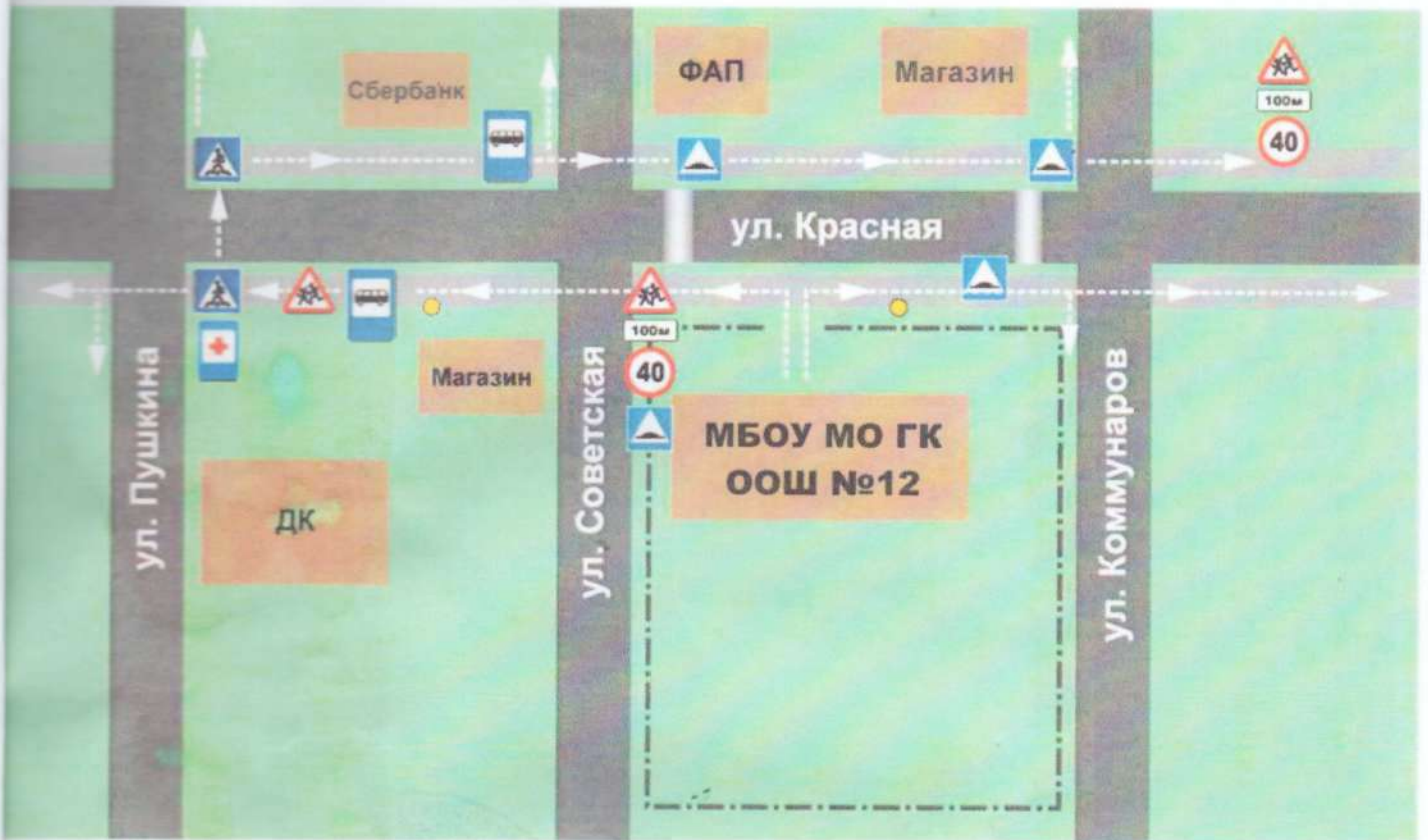 Сбербанк
ФАП
Магазин
100м
40
ул. Красная
100м
40
Магазин
МБОУ МО ГК
ООШ №12
ДК
ул. Пушкина
ул. Советская
ул. Коммунаров